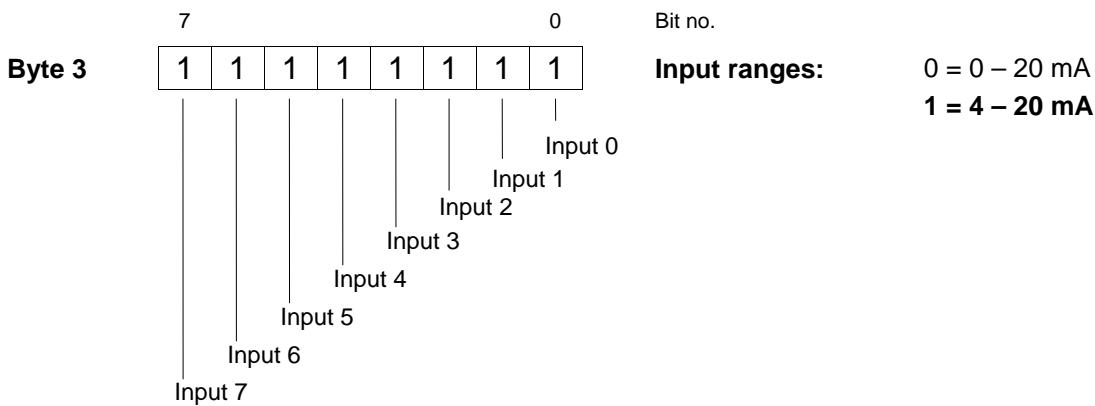 7 0 Bit no.
Byte 3 1 1 1 1 1 1 1 1 Input ranges: 0 = 0 – 20 mA
1 = 4 – 20 mA
Input 0
Input 1
Input 2
Input 3
Input 4
Input 5
Input 6
Input 7